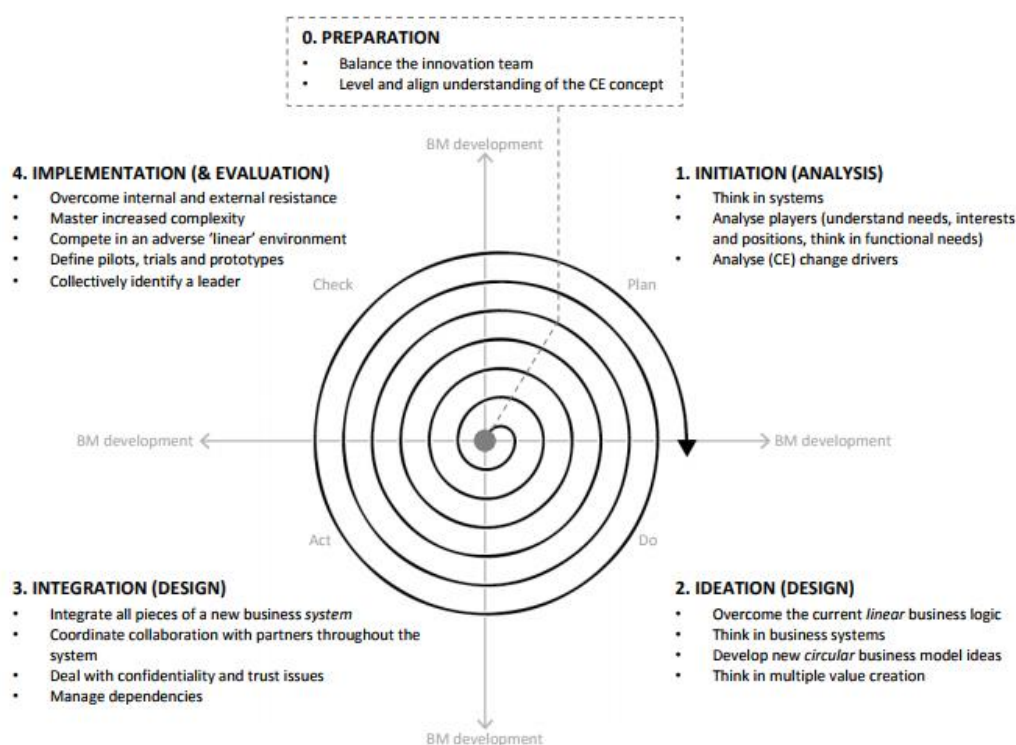 0. PREPARATION
• Balance the innovation team
• Level and align understanding of the CE concept
BM development
4. IMPLEMENTATION (& EVALUATION)
• Overcome internal and external resistance
• Master increased complexity
• Compete in an adverse 'linear' environment
• Define pilots, trials and prototypes
• Collectively identify a leader
1. INITIATION (ANALYSIS)
• Think in systems
• Analyse players (understand needs, interests
and positions, think in functional needs)
• Analyse (CE) change drivers
Check
Plan
BM development
BM development
Act
Do
3. INTEGRATION (DESIGN)
• Integrate all pieces of a new business system
• Coordinate collaboration with partners throughout the
system
• Deal with confidentiality and trust issues
• Manage dependencies
2. IDEATION (DESIGN)
• Overcome the current linear business logic
• Think in business systems
• Develop new circular business model ideas
• Think in multiple value creation
BM development